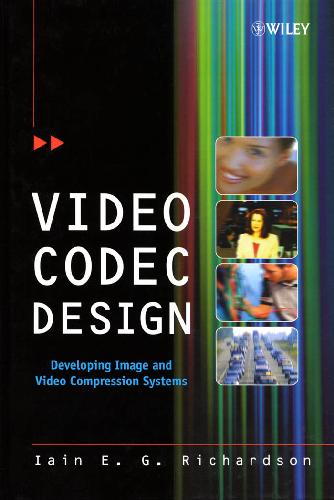 WILEY
VIDEO
CODEC
DESIGN
Developing Image and
Video Compression Systems
Iain E. G. Richardson